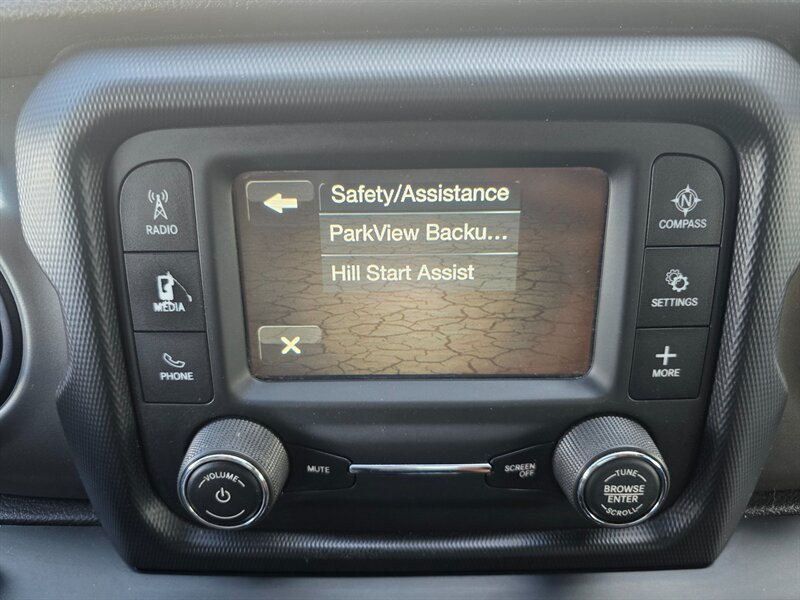 Safety/Assistance
ParkView Backu...
Hill Start Assist
RADIO
MEDIA
PHONE
N
COMPASS
SETTINGS
MORE
VOLUME
MUTE
SCREEN
OFF
TUNE
BROWSE
ENTER
SCROLL